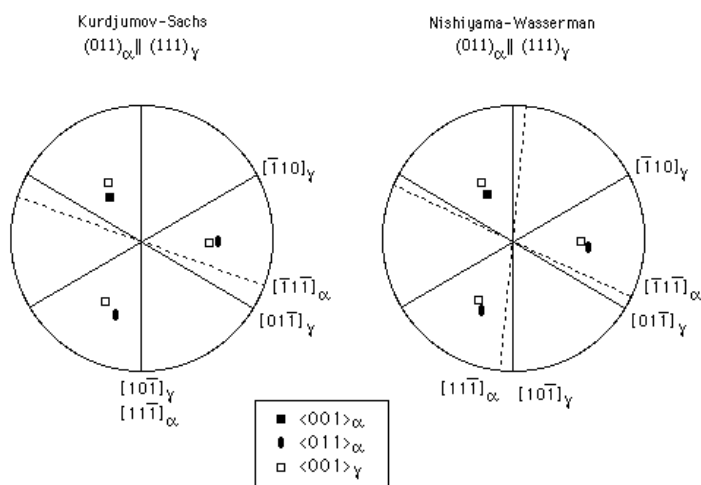 Kurdjumov-Sachs
(011)α∥ (111)γ
[1̅10]γ
[1̅11̅]α
[011̅]γ
[101̅]γ
[111̅]α
Nishiyama-Wasserman
(011)α∥ (111)γ
[1̅10]γ
[1̅11̅]α
[011̅]γ
[111̅]α [101̅]γ
<001>α
<011>α
<001>γ